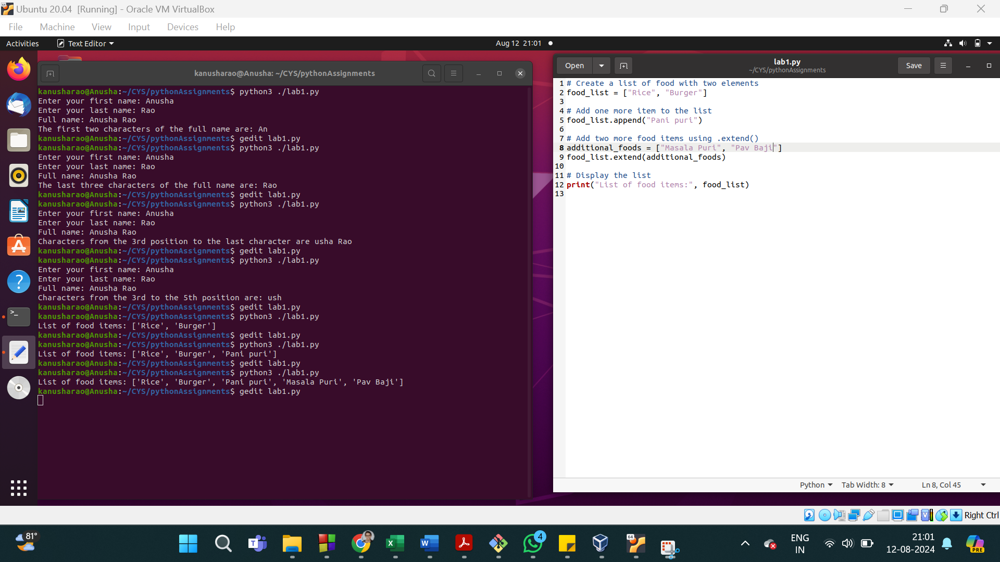 Ubuntu 20.04 [Running] - Oracle VM VirtualBox
File Machine View Input Devices Help
Activities Text Editor Aug 12 21:01
kanusharao@Anusha: ~/CYS/pythonAssignments
kanusharao@Anusha:~/CYS/pythonAssignments$ python3 ./lab1.py
Enter your first name: Anusha
Enter your last name: Rao
Full name: Anusha Rao
The first two characters of the full name are: An
kanusharao@Anusha:~/CYS/pythonAssignments$ gedit lab1.py
kanusharao@Anusha:~/CYS/pythonAssignments$ python3 ./lab1.py
Enter your first name: Anusha
Enter your last name: Rao
Full name: Anusha Rao
The last three characters of the full name are: Rao
kanusharao@Anusha:~/CYS/pythonAssignments$ gedit lab1.py
kanusharao@Anusha:~/CYS/pythonAssignments$ python3 ./lab1.py
Enter your first name: Anusha
Enter your last name: Rao
Full name: Anusha Rao
Characters from the 3rd position to the last character are usha Rao
kanusharao@Anusha:~/CYS/pythonAssignments$ gedit lab1.py
kanusharao@Anusha:~/CYS/pythonAssignments$ python3 ./lab1.py
Enter your first name: Anusha
Enter your last name: Rao
Full name: Anusha Rao
Characters from the 3rd to the 5th position are: ush
kanusharao@Anusha:~/CYS/pythonAssignments$ gedit lab1.py
kanusharao@Anusha:~/CYS/pythonAssignments$ python3 ./lab1.py
List of food items: ['Rice', 'Burger']
kanusharao@Anusha:~/CYS/pythonAssignments$ gedit lab1.py
kanusharao@Anusha:~/CYS/pythonAssignments$ python3 ./lab1.py
List of food items: ['Rice', 'Burger', 'Pani puri']
kanusharao@Anusha:~/CYS/pythonAssignments$ gedit lab1.py
kanusharao@Anusha:~/CYS/pythonAssignments$ python3 ./lab1.py
List of food items: ['Rice', 'Burger', 'Pani puri', 'Masala Puri', 'Pav Baji']
kanusharao@Anusha:~/CYS/pythonAssignments$ gedit lab1.py
Open lab1.py Save
~/CYS/pythonAssignments
1 # Create a list of food with two elements
2 food_list = ["Rice", "Burger"]
3
4 # Add one more item to the list
5 food_list.append("Pani puri")
6
7 # Add two more food items using .extend()
8 additional_foods = ["Masala Puri", "Pav Baji"]
9 food_list.extend(additional_foods)
10
11 # Display the list
12 print("List of food items:", food_list)
13
Python Tab Width: 8 Ln 8, Col 45
Right Ctrl
81°
4
64
ENG
IN
21:01
12-08-2024
PRE